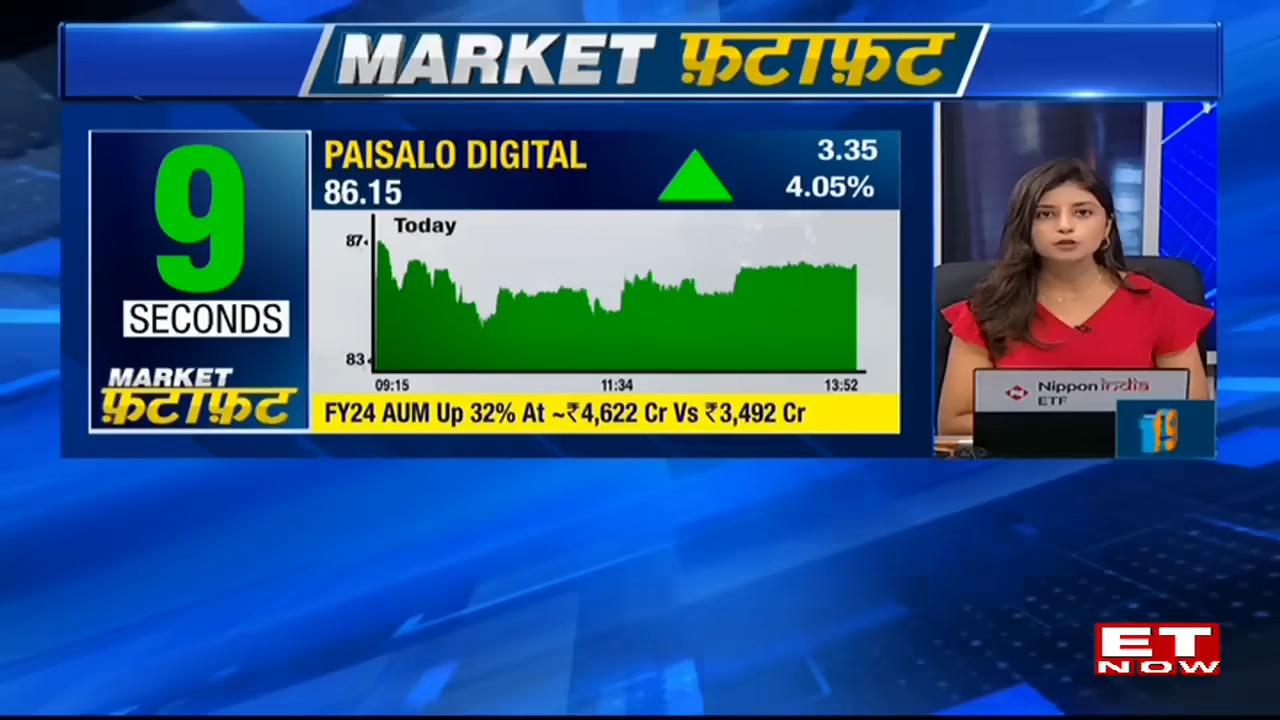 MARKET फ़टाफ़ट
9
SECONDS
MARKET
फ़टाफ़ट
PAISALO DIGITAL
86.15
3.35
4.05%
Today
87
83
09:15
11:34
13:52
FY24 AUM Up 32% At ~₹4,622 Cr Vs ₹3,492 Cr
Nippon india
ETF
ET
NOW